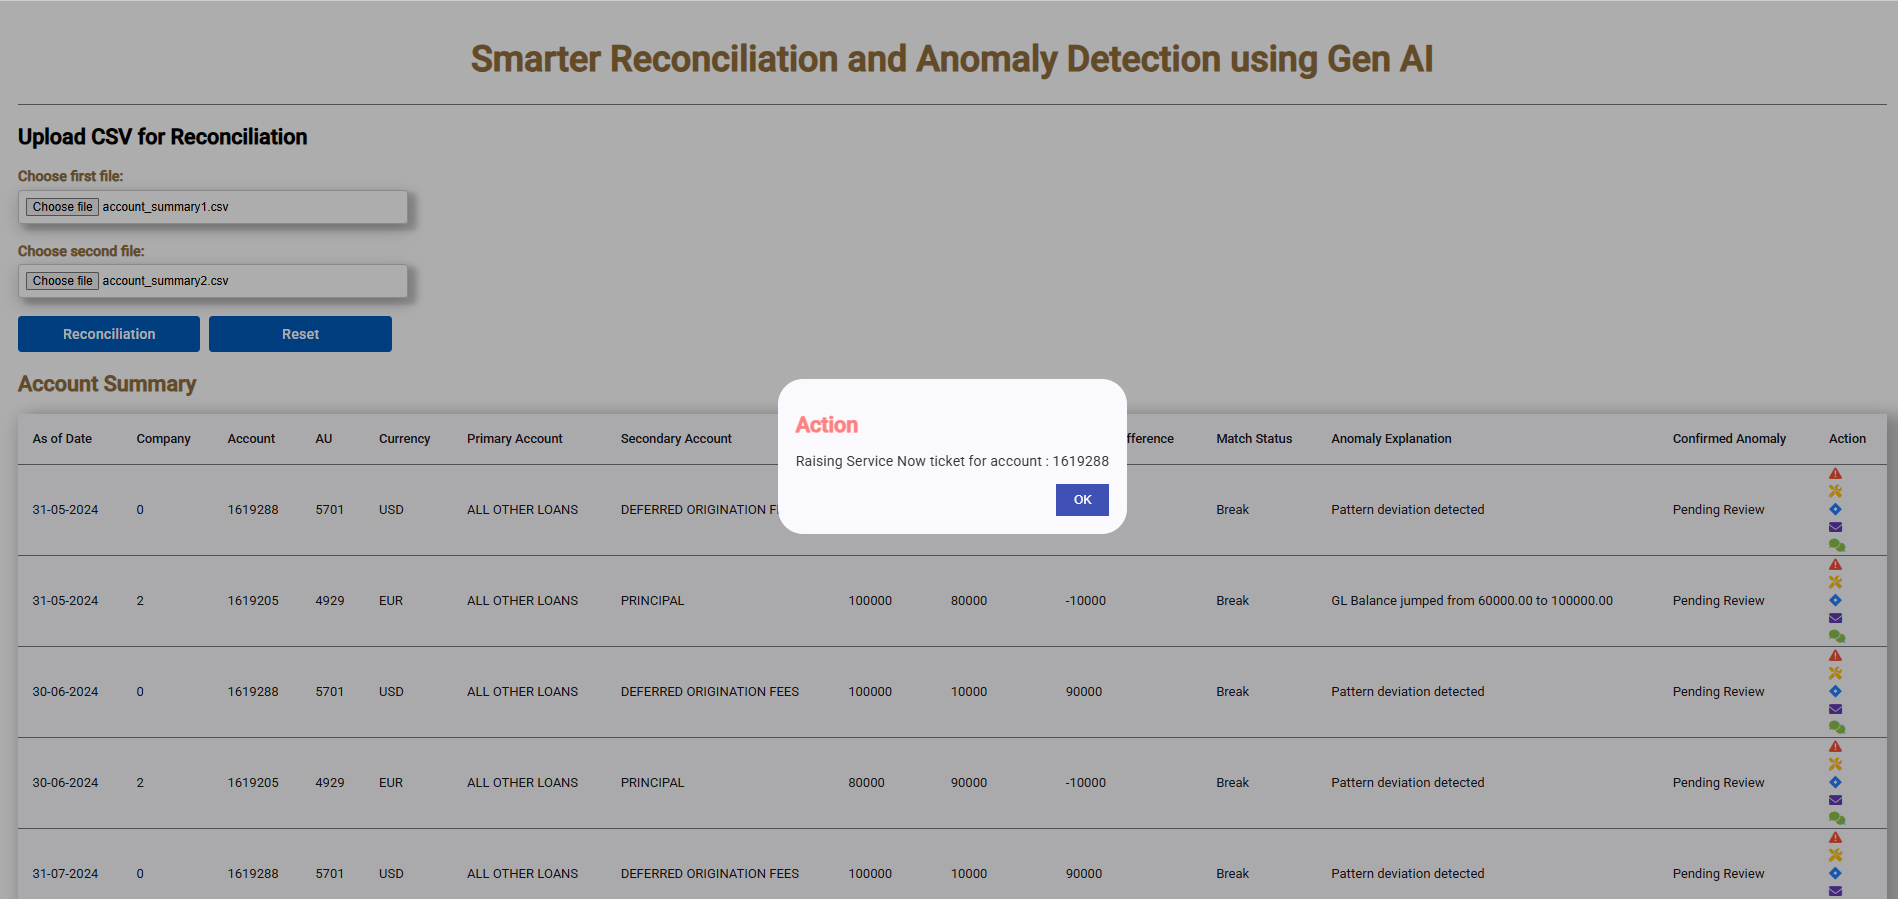 Smarter Reconciliation and Anomaly Detection using Gen AI
Upload CSV for Reconciliation
Choose first file:
Choose file account_summary1.csv
Choose second file:
Choose file account_summary2.csv
Reconciliation Reset
Account Summary
Action
Raising Service Now ticket for account : 1619288
OK
As of Date Company Account AU Currency Primary Account Secondary Account fference Match Status Anomaly Explanation Confirmed Anomaly Action
31-05-2024 0 1619288 5701 USD ALL OTHER LOANS DEFERRED ORIGINATION F Break Pattern deviation detected Pending Review
31-05-2024 2 1619205 4929 EUR ALL OTHER LOANS PRINCIPAL 100000 80000 -10000 Break GL Balance jumped from 60000.00 to 100000.00 Pending Review
30-06-2024 0 1619288 5701 USD ALL OTHER LOANS DEFERRED ORIGINATION FEES 100000 10000 90000 Break Pattern deviation detected Pending Review
30-06-2024 2 1619205 4929 EUR ALL OTHER LOANS PRINCIPAL 80000 90000 -10000 Break Pattern deviation detected Pending Review
31-07-2024 0 1619288 5701 USD ALL OTHER LOANS DEFERRED ORIGINATION FEES 100000 10000 90000 Break Pattern deviation detected Pending Review